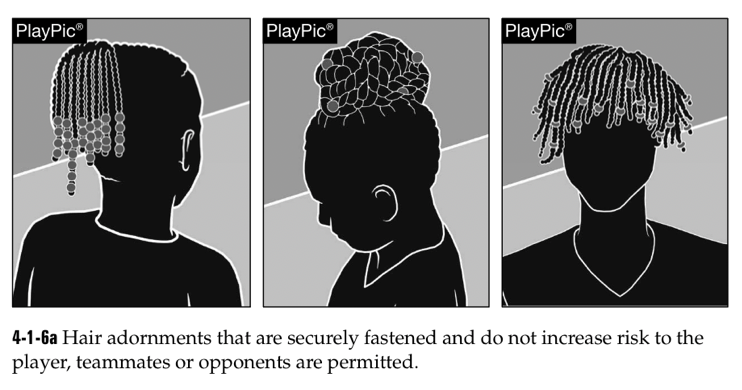 PlayPic®
PlayPic®
PlayPic®
4-1-6a Hair adornments that are securely fastened and do not increase risk to the
player, teammates or opponents are permitted.